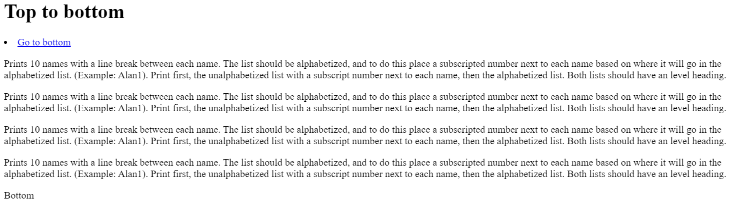 Top to bottom
Go to bottom
Prints 10 names with a line break between each name. The list should be alphabetized, and to do this place a subscripted number next to each name based on where it will go in the
alphabetized list. (Example: Alan1). Print first, the unalphabetized list with a subscript number next to each name, then the alphabetized list. Both lists should have an level heading.
Prints 10 names with a line break between each name. The list should be alphabetized, and to do this place a subscripted number next to each name based on where it will go in the
alphabetized list. (Example: Alan1). Print first, the unalphabetized list with a subscript number next to each name, then the alphabetized list. Both lists should have an level heading.
Prints 10 names with a line break between each name. The list should be alphabetized, and to do this place a subscripted number next to each name based on where it will go in the
alphabetized list. (Example: Alan1). Print first, the unalphabetized list with a subscript number next to each name, then the alphabetized list. Both lists should have an level heading.
Prints 10 names with a line break between each name. The list should be alphabetized, and to do this place a subscripted number next to each name based on where it will go in the
alphabetized list. (Example: Alan1). Print first, the unalphabetized list with a subscript number next to each name, then the alphabetized list. Both lists should have an level heading.
Bottom